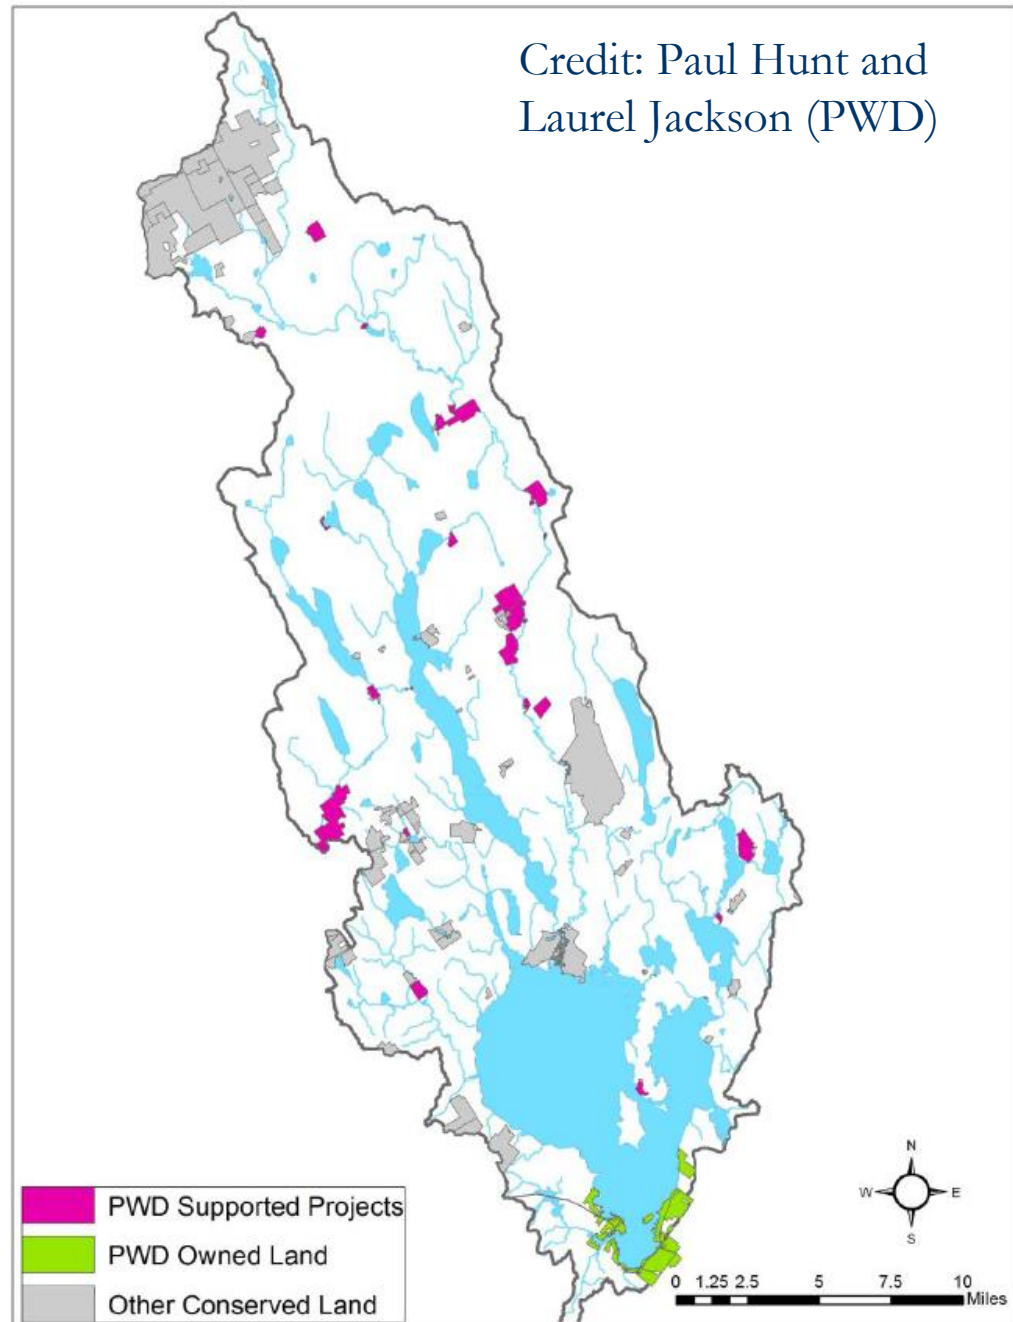 Credit: Paul Hunt and
Laurel Jackson (PWD)
N
W E
S
PWD Supported Projects
PWD Owned Land
Other Conserved Land
0 1.25 2.5 5 7.5 10
Miles